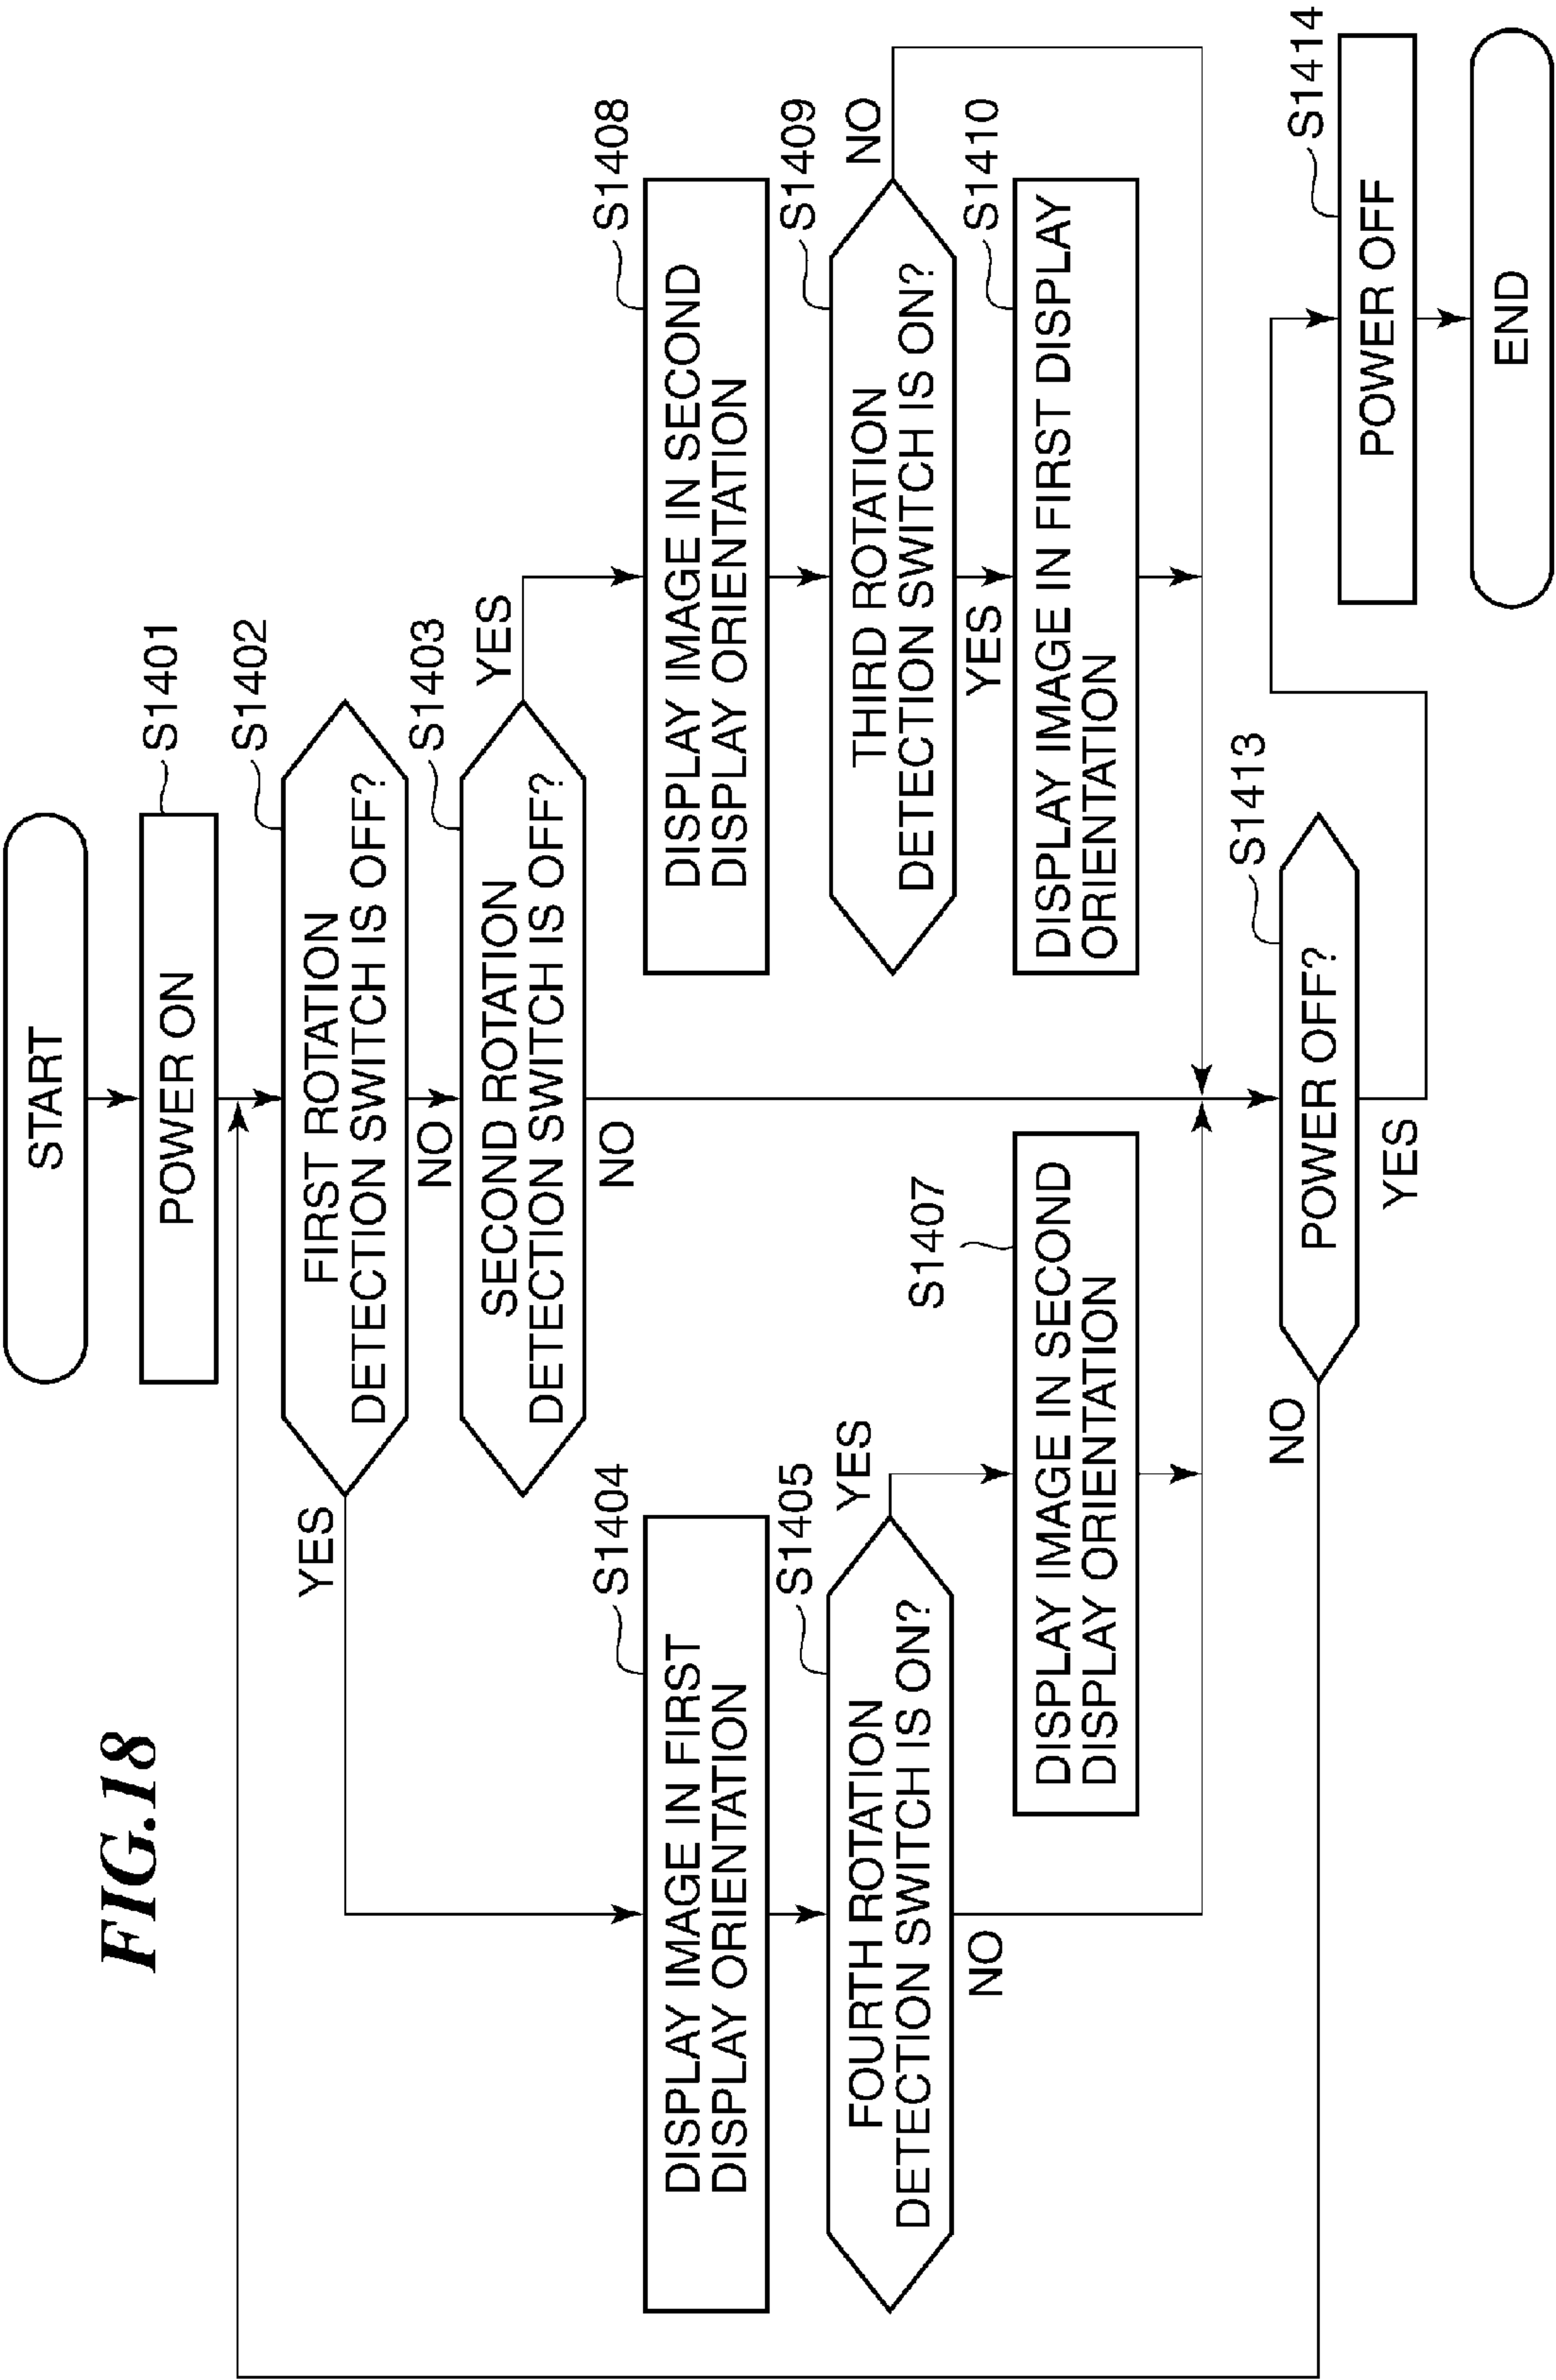 FIG.18
START
POWER ON
S1401
FIRST ROTATION
DETECTION SWITCH IS OFF?
S1402
YES
NO
SECOND ROTATION
DETECTION SWITCH IS OFF?
S1403
YES
NO
DISPLAY IMAGE IN FIRST
DISPLAY ORIENTATION
S1404
FOURTH ROTATION
DETECTION SWITCH IS ON?
S1405
YES
NO
DISPLAY IMAGE IN SECOND
DISPLAY ORIENTATION
S1407
DISPLAY IMAGE IN SECOND
DISPLAY ORIENTATION
S1408
THIRD ROTATION
DETECTION SWITCH IS ON?
S1409
NO
YES
DISPLAY IMAGE IN FIRST DISPLAY
ORIENTATION
S1410
POWER OFF?
S1413
NO
YES
POWER OFF
S1414
END